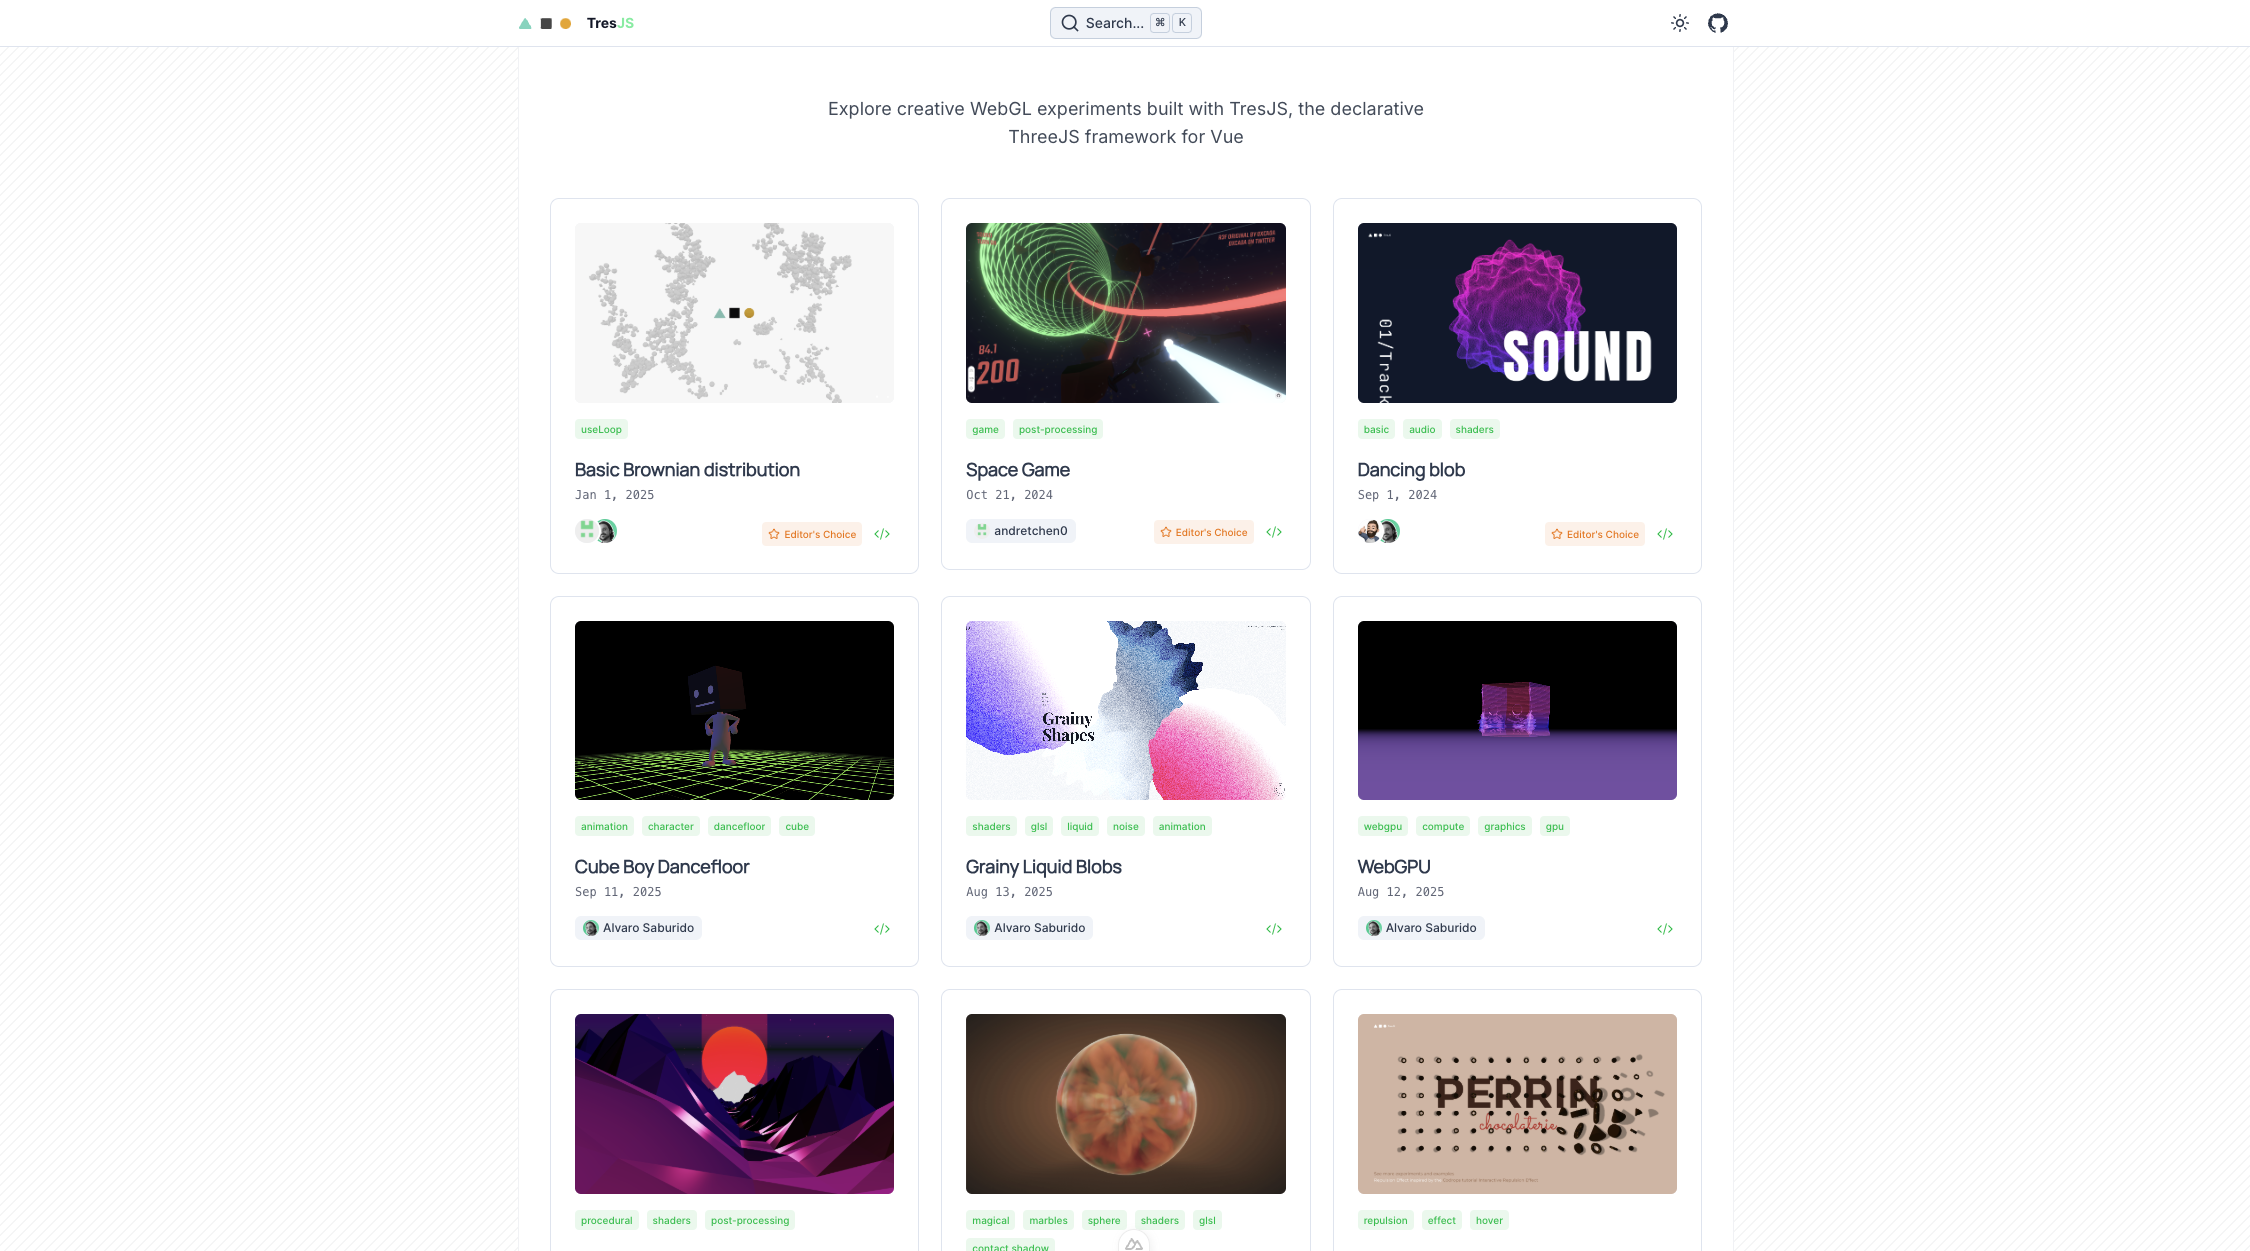 TresJS
Search... ⌘ K
Explore creative WebGL experiments built with TresJS, the declarative
ThreeJS framework for Vue
84.1
200
01/Track
SOUND
useLoop
game post-processing
basic audio shaders
Basic Brownian distribution
Space Game
Dancing blob
Jan 1, 2025
Oct 21, 2024
Sep 1, 2024
Editor's Choice </>
andretchen0
Editor's Choice </>
Editor's Choice </>
Grainy
Shapes
animation character dancefloor cube
shaders glsl liquid noise animation
webgpu compute graphics gpu
Cube Boy Dancefloor
Grainy Liquid Blobs
WebGPU
Sep 11, 2025
Aug 13, 2025
Aug 12, 2025
Alvaro Saburido </>
Alvaro Saburido </>
Alvaro Saburido </>
PERRIN
chocolaterie
procedural shaders post-processing
magical marbles sphere shaders glsl
contact shadow
repulsion effect hover